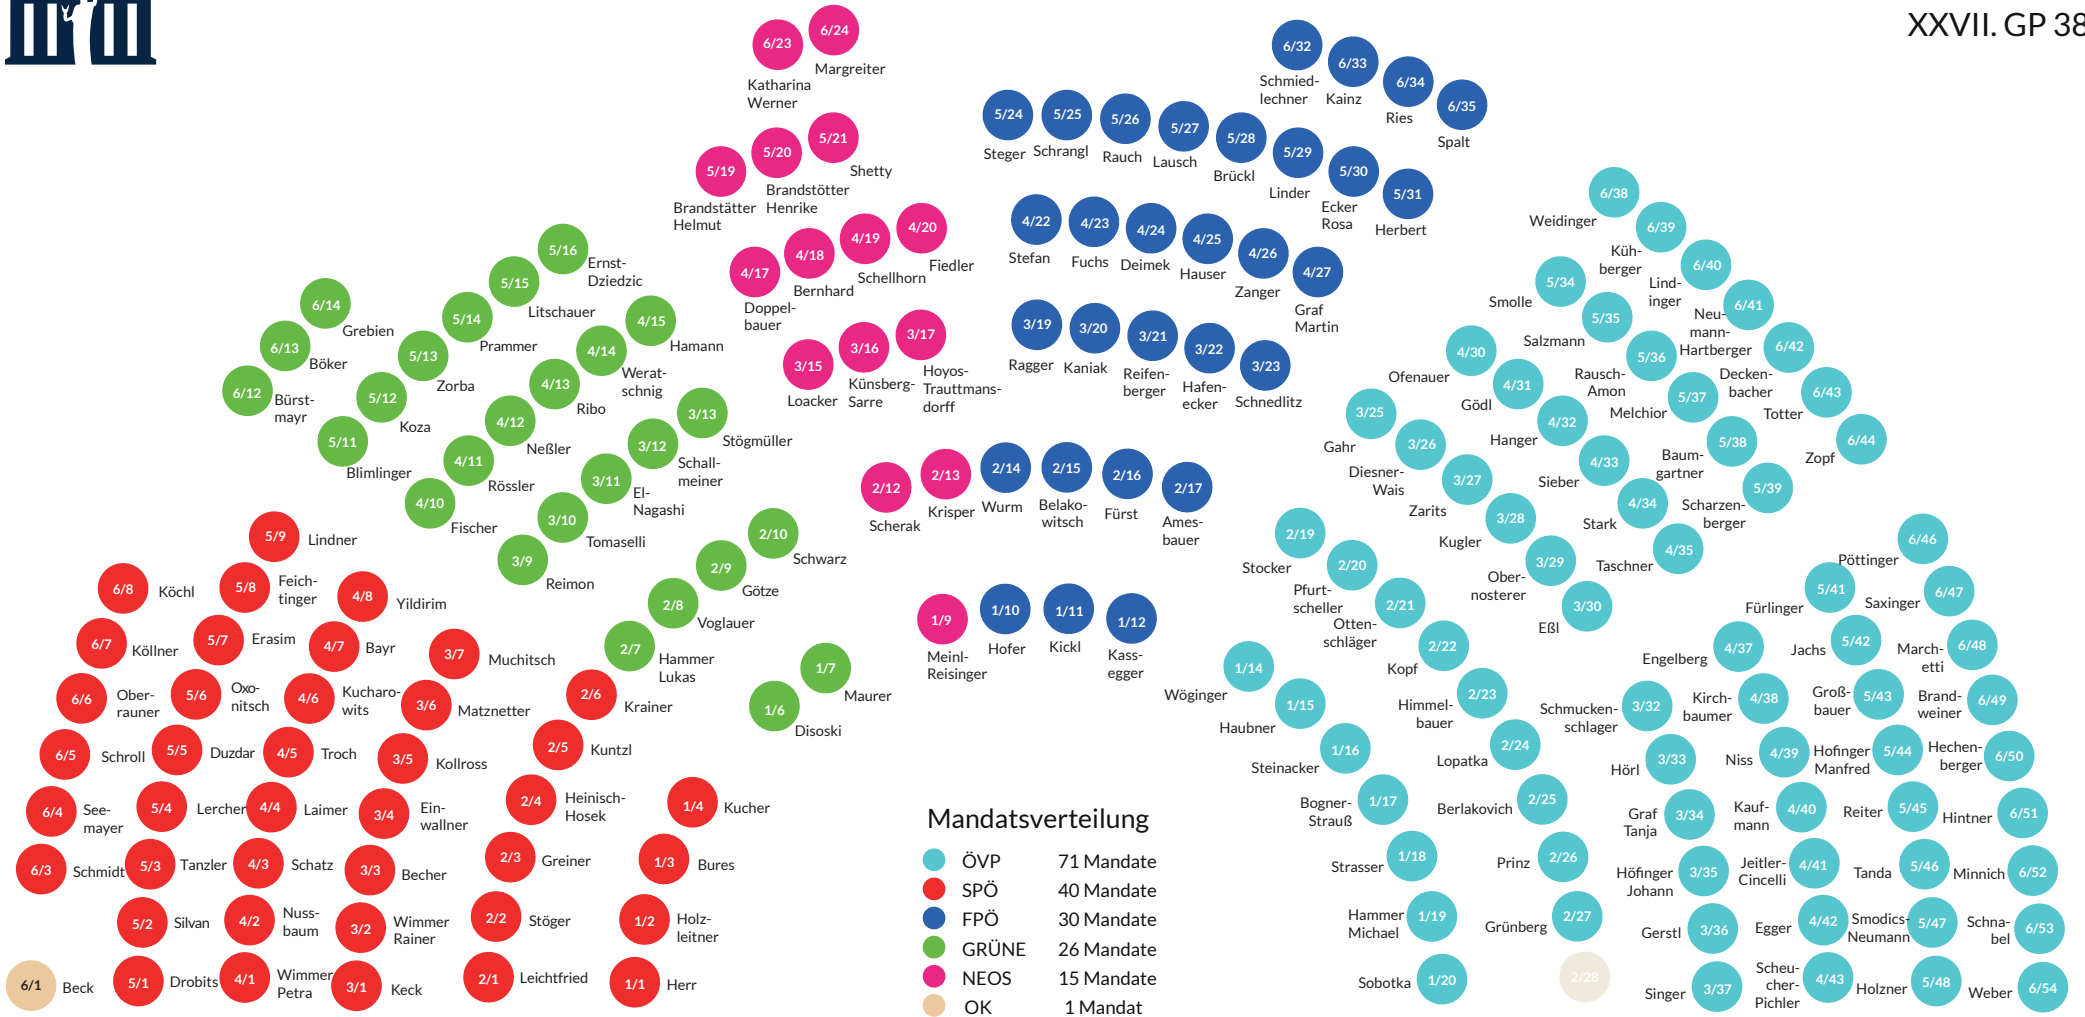 XXVII. GP 38
6/24
Margreiter
6/23
Katharina
Werner
6/32
Schmied-
lechner
6/33
Kainz
6/34
Ries
6/35
Spalt
5/19
Brandstätter
Helmut
5/20
Brandstötter
Henrike
5/21
Shetty
5/24
Steger
5/25
Schrangl
5/26
Rauch
5/27
Lausch
5/28
Brückl
5/29
Linder
5/30
Ecker
Rosa
5/31
Herbert
4/17
Doppel-
bauer
4/18
Bernhard
4/19
Schellhorn
4/20
Fiedler
4/22
Stefan
4/23
Fuchs
4/24
Deimek
4/25
Hauser
4/26
Zanger
4/27
Graf
Martin
3/15
Loacker
3/16
Künsberg-
Sarre
3/17
Hoyos-
Trauttmans-
dorff
3/19
Ragger
3/20
Kaniak
3/21
Reifen-
berger
3/22
Hafen-
ecker
3/23
Schnedlitz
2/12
Scherak
2/13
Krisper
2/14
Wurm
2/15
Belako-
witsch
2/16
Fürst
2/17
Ames-
bauer
1/9
Meinl-
Reisinger
1/10
Hofer
1/11
Kickl
1/12
Kass-
egger
6/14
Grebien
6/13
Böker
6/12
Bürst-
mayr
5/16
Ernst-
Dziedzic
5/15
Litschauer
5/14
Prammer
5/13
Zorba
5/12
Koza
5/11
Blimlinger
4/15
Hamann
4/14
Werat-
schnig
4/13
Ribo
4/12
Neßler
4/11
Rössler
4/10
Fischer
3/13
Stögmüller
3/12
Schall-
meiner
3/11
El-
Nagashi
3/10
Tomaselli
3/9
Reimon
2/10
Schwarz
2/9
Götze
2/8
Voglauer
2/7
Hammer
Lukas
1/7
Maurer
1/6
Disoski
6/8
Köchl
6/7
Köllner
6/6
Ober-
rauner
6/5
Schroll
6/4
See-
mayer
6/3
Schmidt
6/1
Beck
5/9
Lindner
5/8
Feich-
tinger
5/7
Erasim
5/6
Oxo-
nitsch
5/5
Duzdar
5/4
Lercher
5/3
Tanzler
5/2
Silvan
5/1
Drobits
4/8
Yildirim
4/7
Bayr
4/6
Kucharo-
wits
4/5
Troch
4/4
Laimer
4/3
Schatz
4/2
Nuss-
baum
4/1
Wimmer
Petra
3/7
Muchitsch
3/6
Matznetter
3/5
Kollross
3/4
Ein-
wallner
3/3
Becher
3/2
Wimmer
Rainer
3/1
Keck
2/6
Krainer
2/5
Kuntzl
2/4
Heinisch-
Hosek
2/3
Greiner
2/2
Stöger
2/1
Leichtfried
1/4
Kucher
1/3
Bures
1/2
Holz-
leitner
1/1
Herr
Mandatsverteilung
ÖVP 71 Mandate
SPÖ 40 Mandate
FPÖ 30 Mandate
GRÜNE 26 Mandate
NEOS 15 Mandate
OK 1 Mandat
1/14
Wöginger
1/15
Haubner
1/16
Steinacker
1/17
Bogner-
Strauß
1/18
Strasser
1/19
Hammer
Michael
1/20
Sobotka
2/19
Stocker
2/20
Pfurt-
scheller
2/21
Otten-
schläger
2/22
Kopf
2/23
Himmel-
bauer
2/24
Lopatka
2/25
Berlakovich
2/26
Prinz
2/27
Grünberg
2/28
3/25
Gahr
3/26
Diesner-
Wais
3/27
Zarits
3/28
Kugler
3/29
Ober-
nosterer
3/30
Eßl
3/32
Schmucken-
schlager
3/33
Hörl
3/34
Graf
Tanja
3/35
Höfinger
Johann
3/36
Gerstl
3/37
Singer
4/30
Ofenauer
4/31
Gödl
4/32
Hanger
4/33
Sieber
4/34
Stark
4/35
Taschner
4/37
Engelberg
4/38
Kirch-
baumer
4/39
Niss
4/40
Kauf-
mann
4/41
Jeitler-
Cincelli
4/42
Egger
4/43
Scheu-
cher-
Pichler
5/34
Smolle
5/35
Salzmann
5/36
Rausch-
Amon
5/37
Melchior
5/38
Baum-
gartner
5/39
Scharzen-
berger
5/41
Fürlinger
5/42
Jachs
5/43
Groß-
bauer
5/44
Hofinger
Manfred
5/45
Reiter
5/46
Tanda
5/47
Smodics-
Neumann
5/48
Holzner
6/38
Weidinger
6/39
Küh-
berger
6/40
Lind-
inger
6/41
Neu-
mann-
Hartberger
6/42
Decken-
bacher
6/43
Totter
6/44
Zopf
6/46
Pöttinger
6/47
Saxinger
6/48
March-
etti
6/49
Brand-
weiner
6/50
Hechen-
berger
6/51
Hintner
6/52
Minnich
6/53
Schna-
bel
6/54
Weber